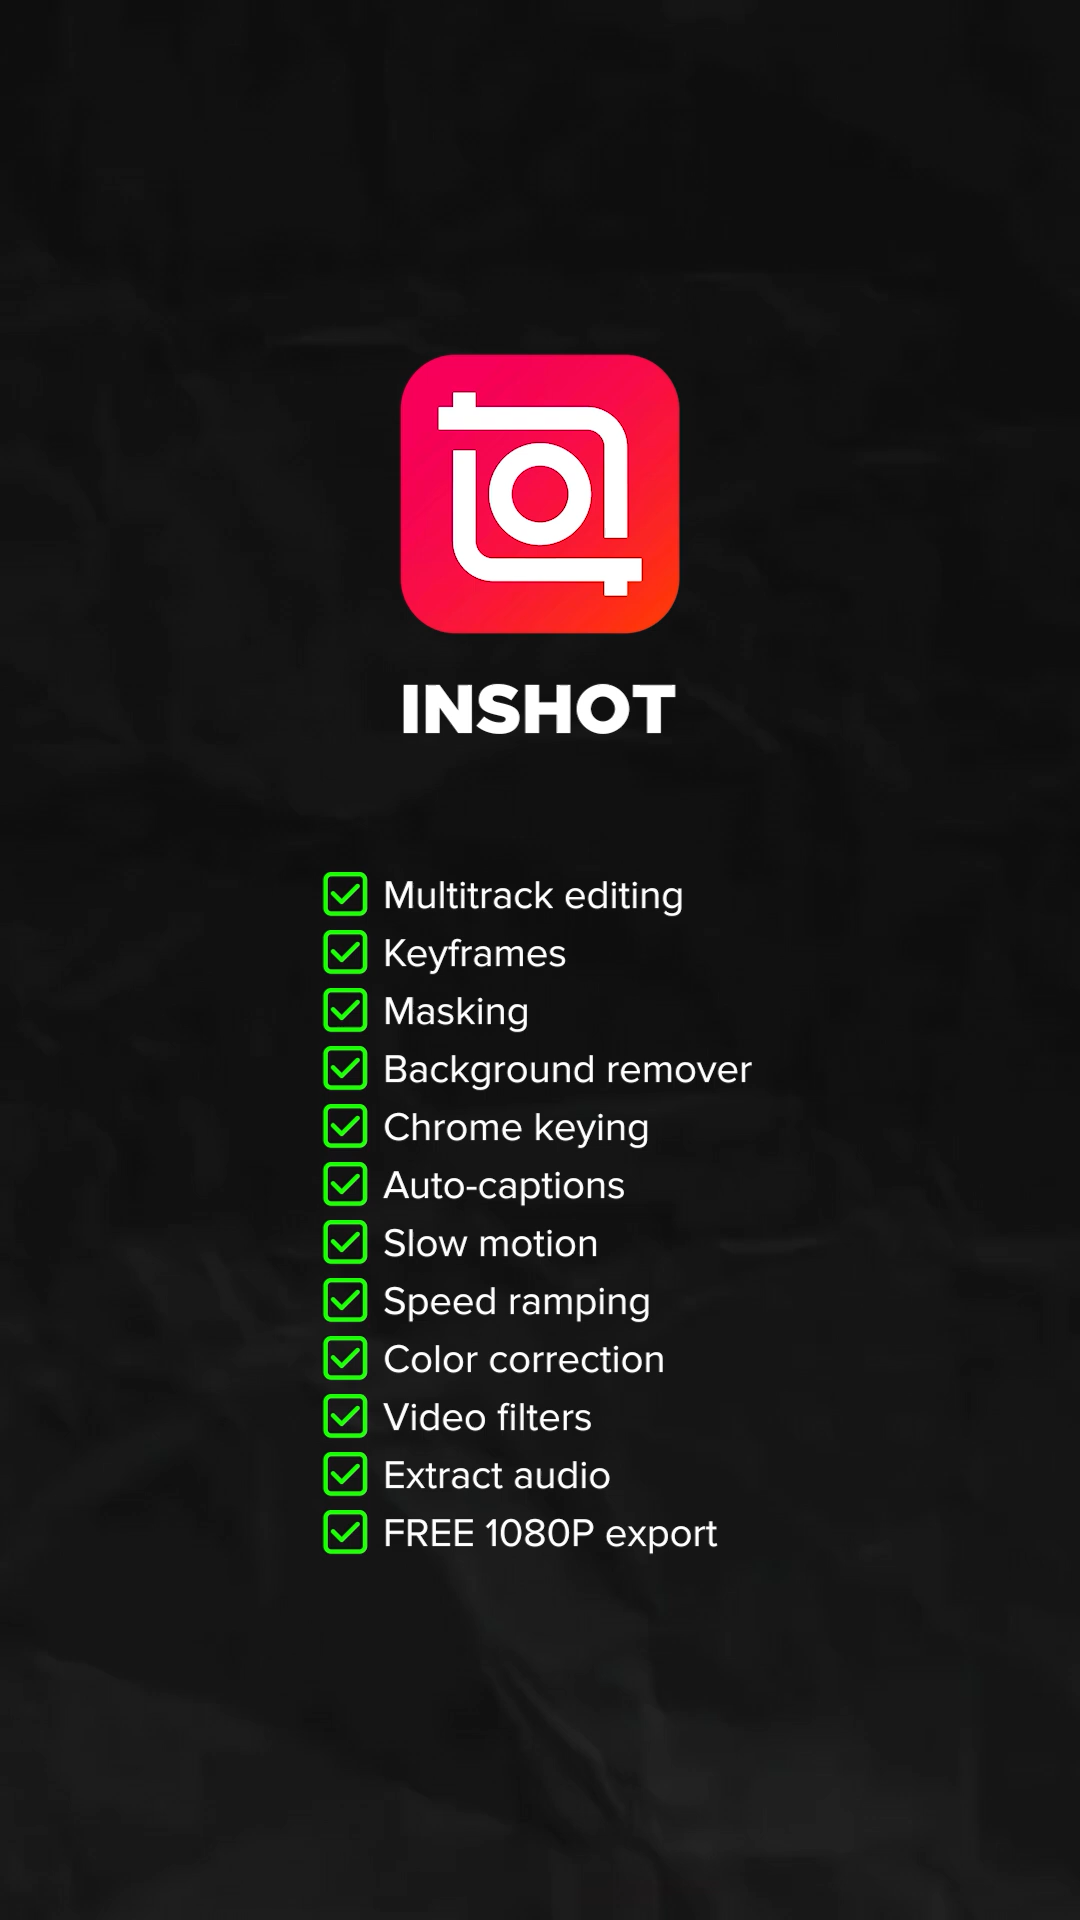 INSHOT
Multitrack editing
Keyframes
Masking
Background remover
Chrome keying
Auto-captions
Slow motion
Speed ramping
Color correction
Video filters
Extract audio
FREE 1080P export